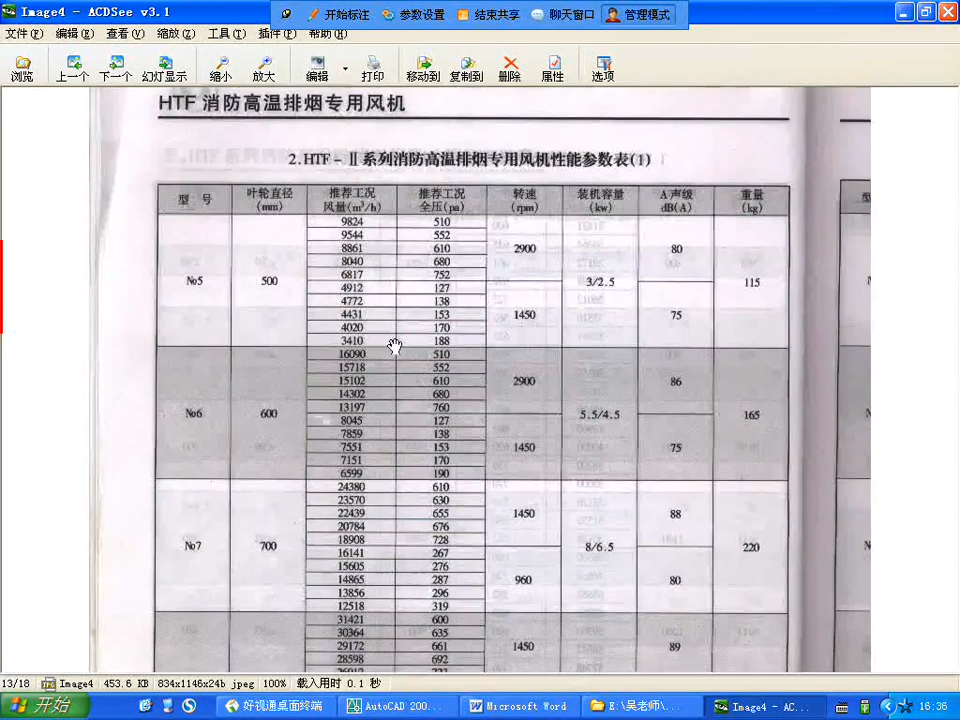 Image4 - ACDSee v3.1
开始标注 参数设置 结束共享 聊天窗口 管理模式
文件(F) 编辑(E) 查看(V) 缩放(Z) 工具(T) 插件(P) 帮助(H)
浏览 上一个 下一个 幻灯显示 缩小 放大 编辑 打印 移动到 复制到 删除 属性 选项
HTF 消防高温排烟专用风机
2.HTF-Ⅱ系列消防高温排烟专用风机性能参数表(1)
型 号 叶轮直径(mm) 推荐工况风量(m³/h) 推荐工况全压(pa) 转速(rpm) 装机容量(kw) A声级dB(A) 重量(kg)
9824 510
9544 552
8861 610 2900 80
8040 680
6817 752
№5 500 3/2.5 115
4912 127
4772 138
4431 153 1450 75
4020 170
3410 188
16090 510
15718 552
15102 610 2900 86
14302 680
13197 760
№6 600 5.5/4.5 165
8045 127
7859 138
7551 153 1450 75
7151 170
6599 190
24380 610
23570 630
22439 655 1450 88
20784 676
18908 728
№7 700 8/6.5 220
16141 267
15605 276
14865 287 960 80
13856 296
12518 319
31421 600
30364 635
29172 661 1450 89
28598 692
13/18 Image4 453.6 KB 834x1146x24b jpeg 100% 载入用时 0.1 秒
开始 好视通桌面终端 AutoCAD 200... Microsoft Word E:\吴老师\... Image4 - AC... 16:36